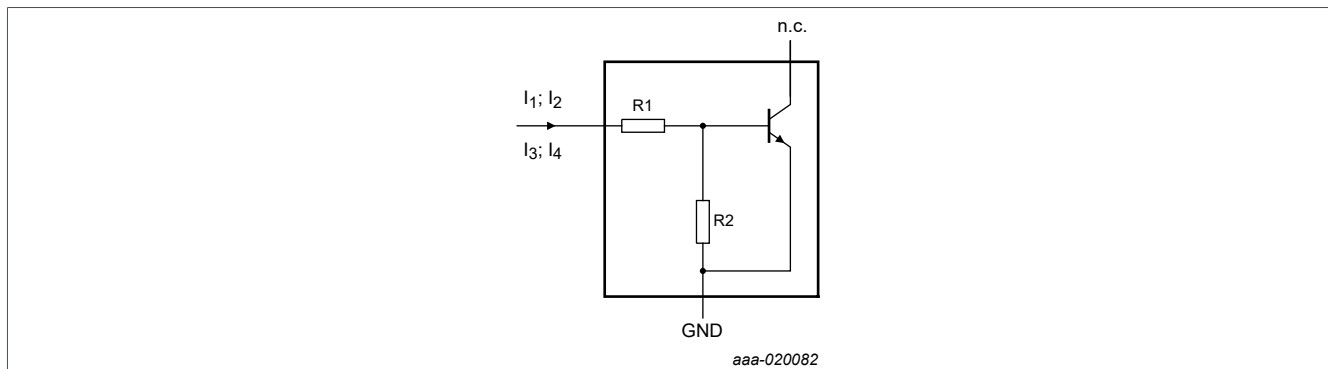 n.c.
I1; I2
R1
I3; I4
R2
GND
aaa-020082